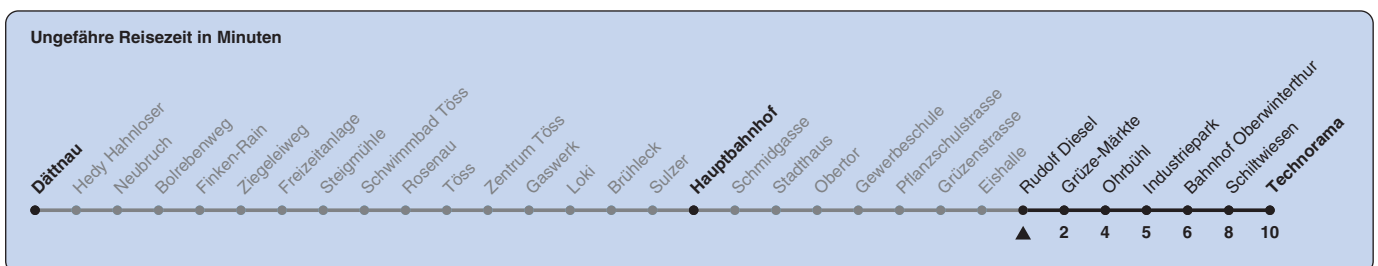 Ungefähre Reisezeit in Minuten
Dättnau
Hedy Hahnloser
Neubruch
Bolrebenweg
Finken-Rain
Ziegeleiweg
Freizeitanlage
Steigmühle
Schwimmbad Töss
Rosenau
Töss
Zentrum Töss
Gaswerk
Loki
Brühleck
Sulzer
Hauptbahnhof
Schmidgasse
Stadthaus
Obertor
Gewerbeschule
Pflanzschulstrasse
Grüzenstrasse
Eishalle
Rudolf Diesel
Grüze-Märkte
Ohrbühl
Industriepark
Bahnhof Oberwinterthur
Schiltwiesen
Technorama
2 4 5 6 8 10